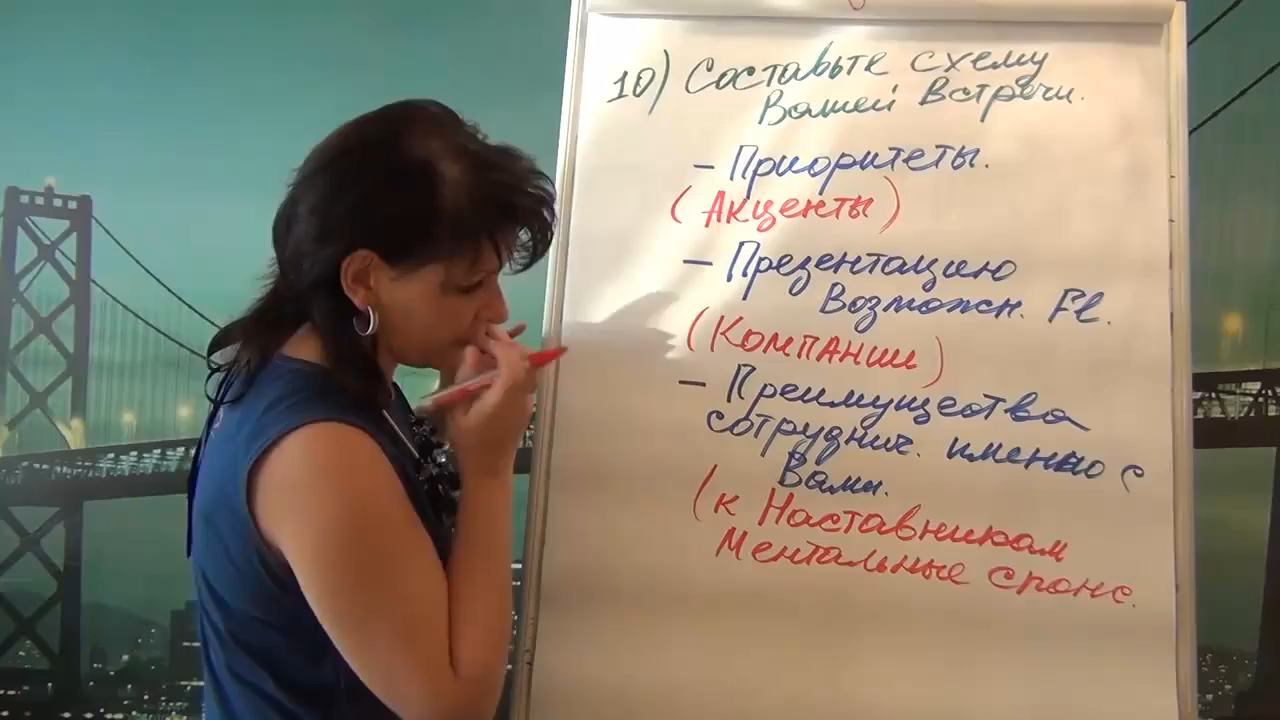 10) Составьте схему
Вашей Встречи.
- Приоритеты.
(Акценты)
- Презентацию
Возможн. Fl.
(Компании)
- Преимущества
сотруднич. именно с
Вами.
(к Наставникам
Ментальные спонс.